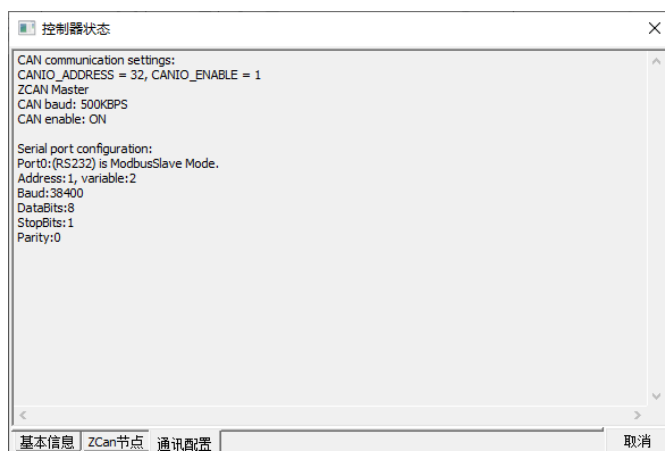 控制器状态
CAN communication settings:
CANIO_ADDRESS = 32, CANIO_ENABLE = 1
ZCAN Master
CAN baud: 500KBPS
CAN enable: ON
Serial port configuration:
Port0:(RS232) is ModbusSlave Mode.
Address:1, variable:2
Baud:38400
DataBits:8
StopBits:1
Parity:0
基本信息 ZCan节点 通讯配置 取消